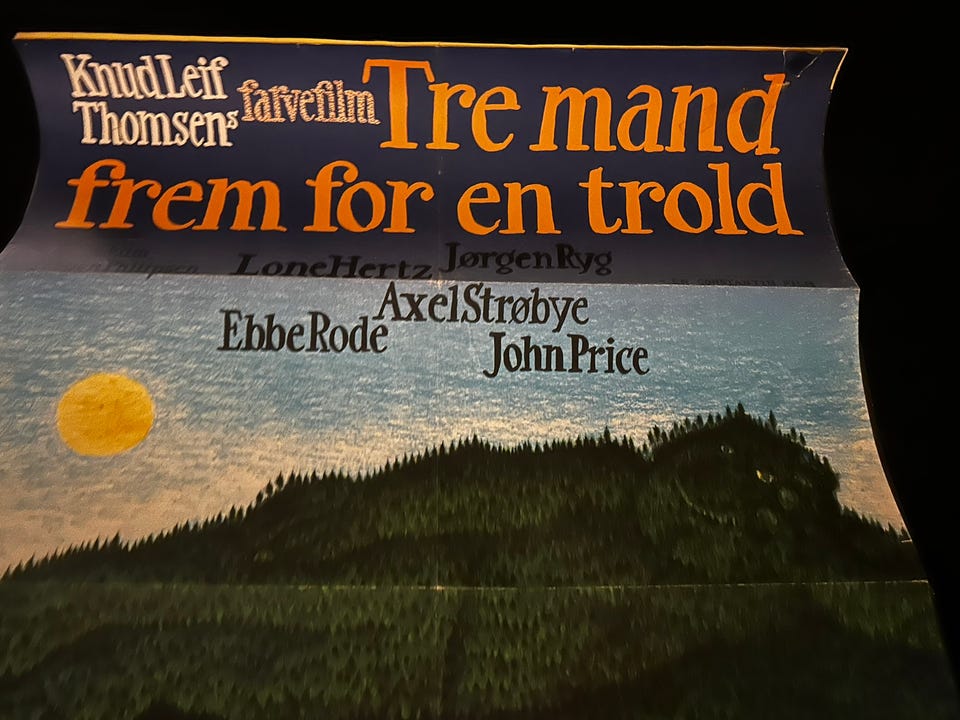 Knud Leif
Thomsens
farvefilm
Tre mand
frem for en trold
Lone Hertz
Jørgen Ryg
Axel Strøbye
Ebbe Rode
John Price